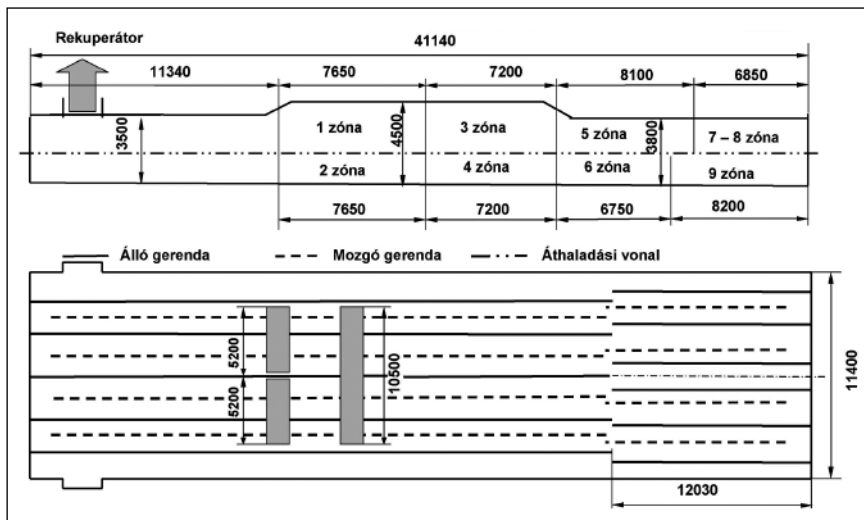 Rekuperátor
41140
11340 7650 7200 8100 6850
3500
1 zóna
4500
3 zóna
5 zóna
3800
7 – 8 zóna
2 zóna
4 zóna
6 zóna
9 zóna
7650 7200 6750 8200
Álló gerenda Mozgó gerenda Áthaladási vonal
5200
5200
10500
11400
12030